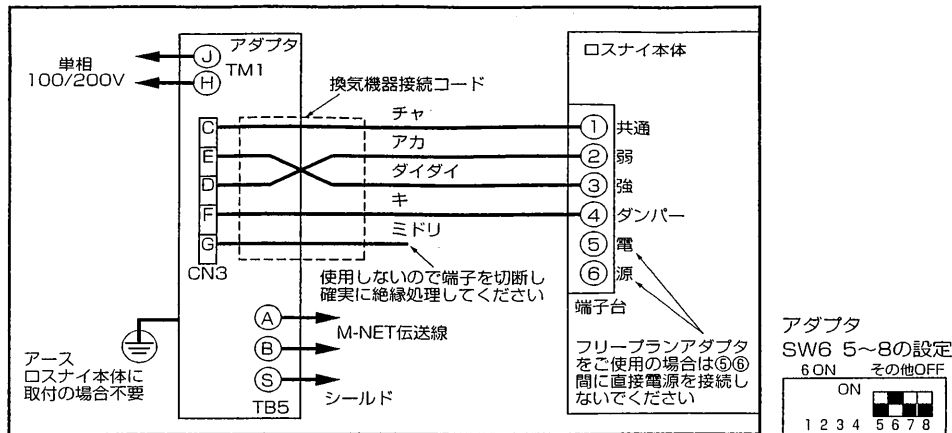 アダプタ
ロスナイ本体
J
単相
100/200V
TM1
H
換気機器接続コード
C
チャ
① 共通
アカ
E
② 弱
ダイダイ
D
③ 強
キ
F
④ ダンパー
ミドリ
G
⑤ 電
CN3
使用しないので端子を切断し
確実に絶縁処理してください
⑥ 源
端子台
A
M-NET伝送線
B
アース
ロスナイ本体に
取付の場合不要
S
シールド
TB5
フリープランアダプタ
をご使用の場合は⑤⑥
間に直接電源を接続し
ないでください
アダプタ
SW6 5～8の設定
6 ON その他OFF
ON
1 2 3 4 5 6 7 8